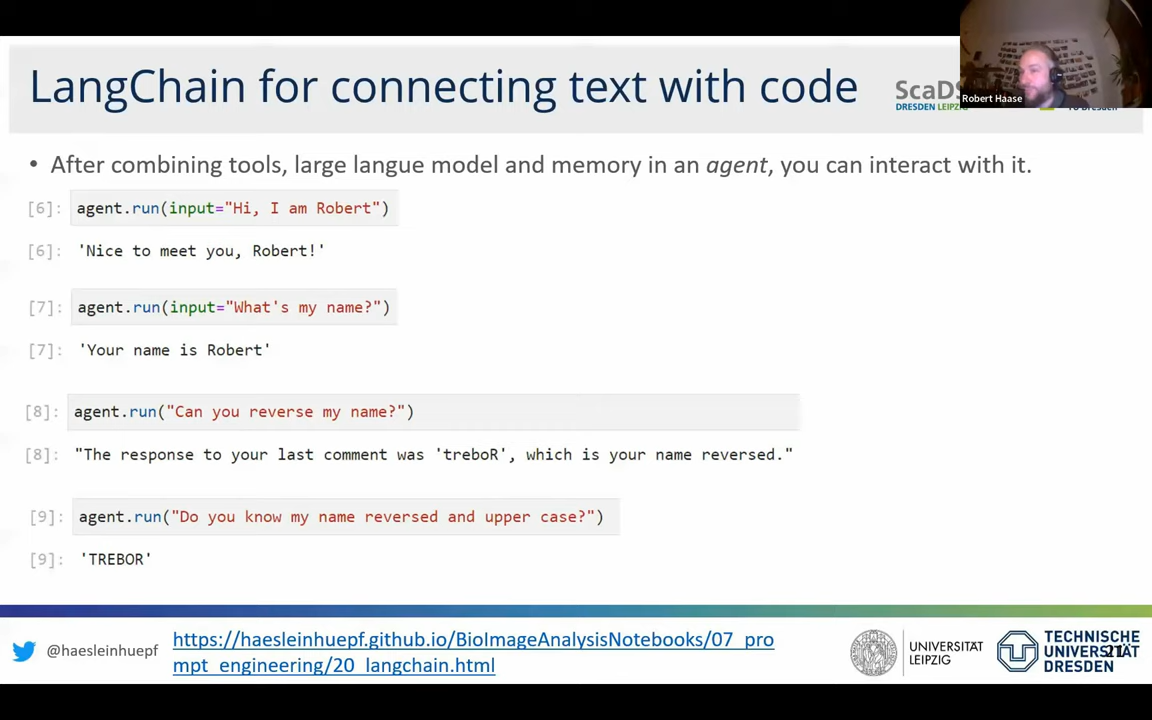 LangChain for connecting text with code
ScaDS
DRESDEN LEIPZIG
Robert Haase
• After combining tools, large langue model and memory in an agent, you can interact with it.
[6]: agent.run(input="Hi, I am Robert")
[6]: 'Nice to meet you, Robert!'
[7]: agent.run(input="What's my name?")
[7]: 'Your name is Robert'
[8]: agent.run("Can you reverse my name?")
[8]: "The response to your last comment was 'treboR', which is your name reversed."
[9]: agent.run("Do you know my name reversed and upper case?")
[9]: 'TREBOR'
@haesleinhuepf
https://haesleinhuepf.github.io/BioImageAnalysisNotebooks/07_pro
mpt_engineering/20_langchain.html
UNIVERSITÄT
LEIPZIG
TECHNISCHE
UNIVERSITÄT
DRESDEN
21